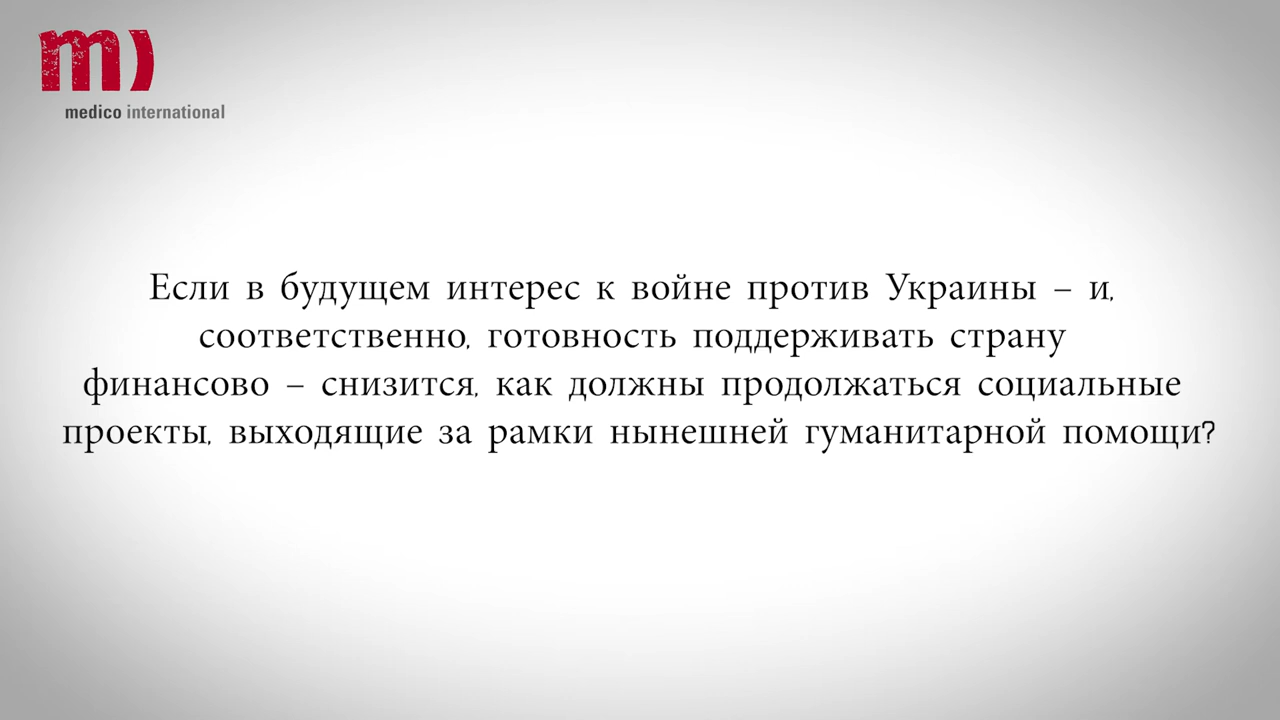 m)
medico international
Если в будущем интерес к войне против Украины – и,
соответственно, готовность поддерживать страну
финансово – снизится, как должны продолжаться социальные
проекты, выходящие за рамки нынешней гуманитарной помощи?